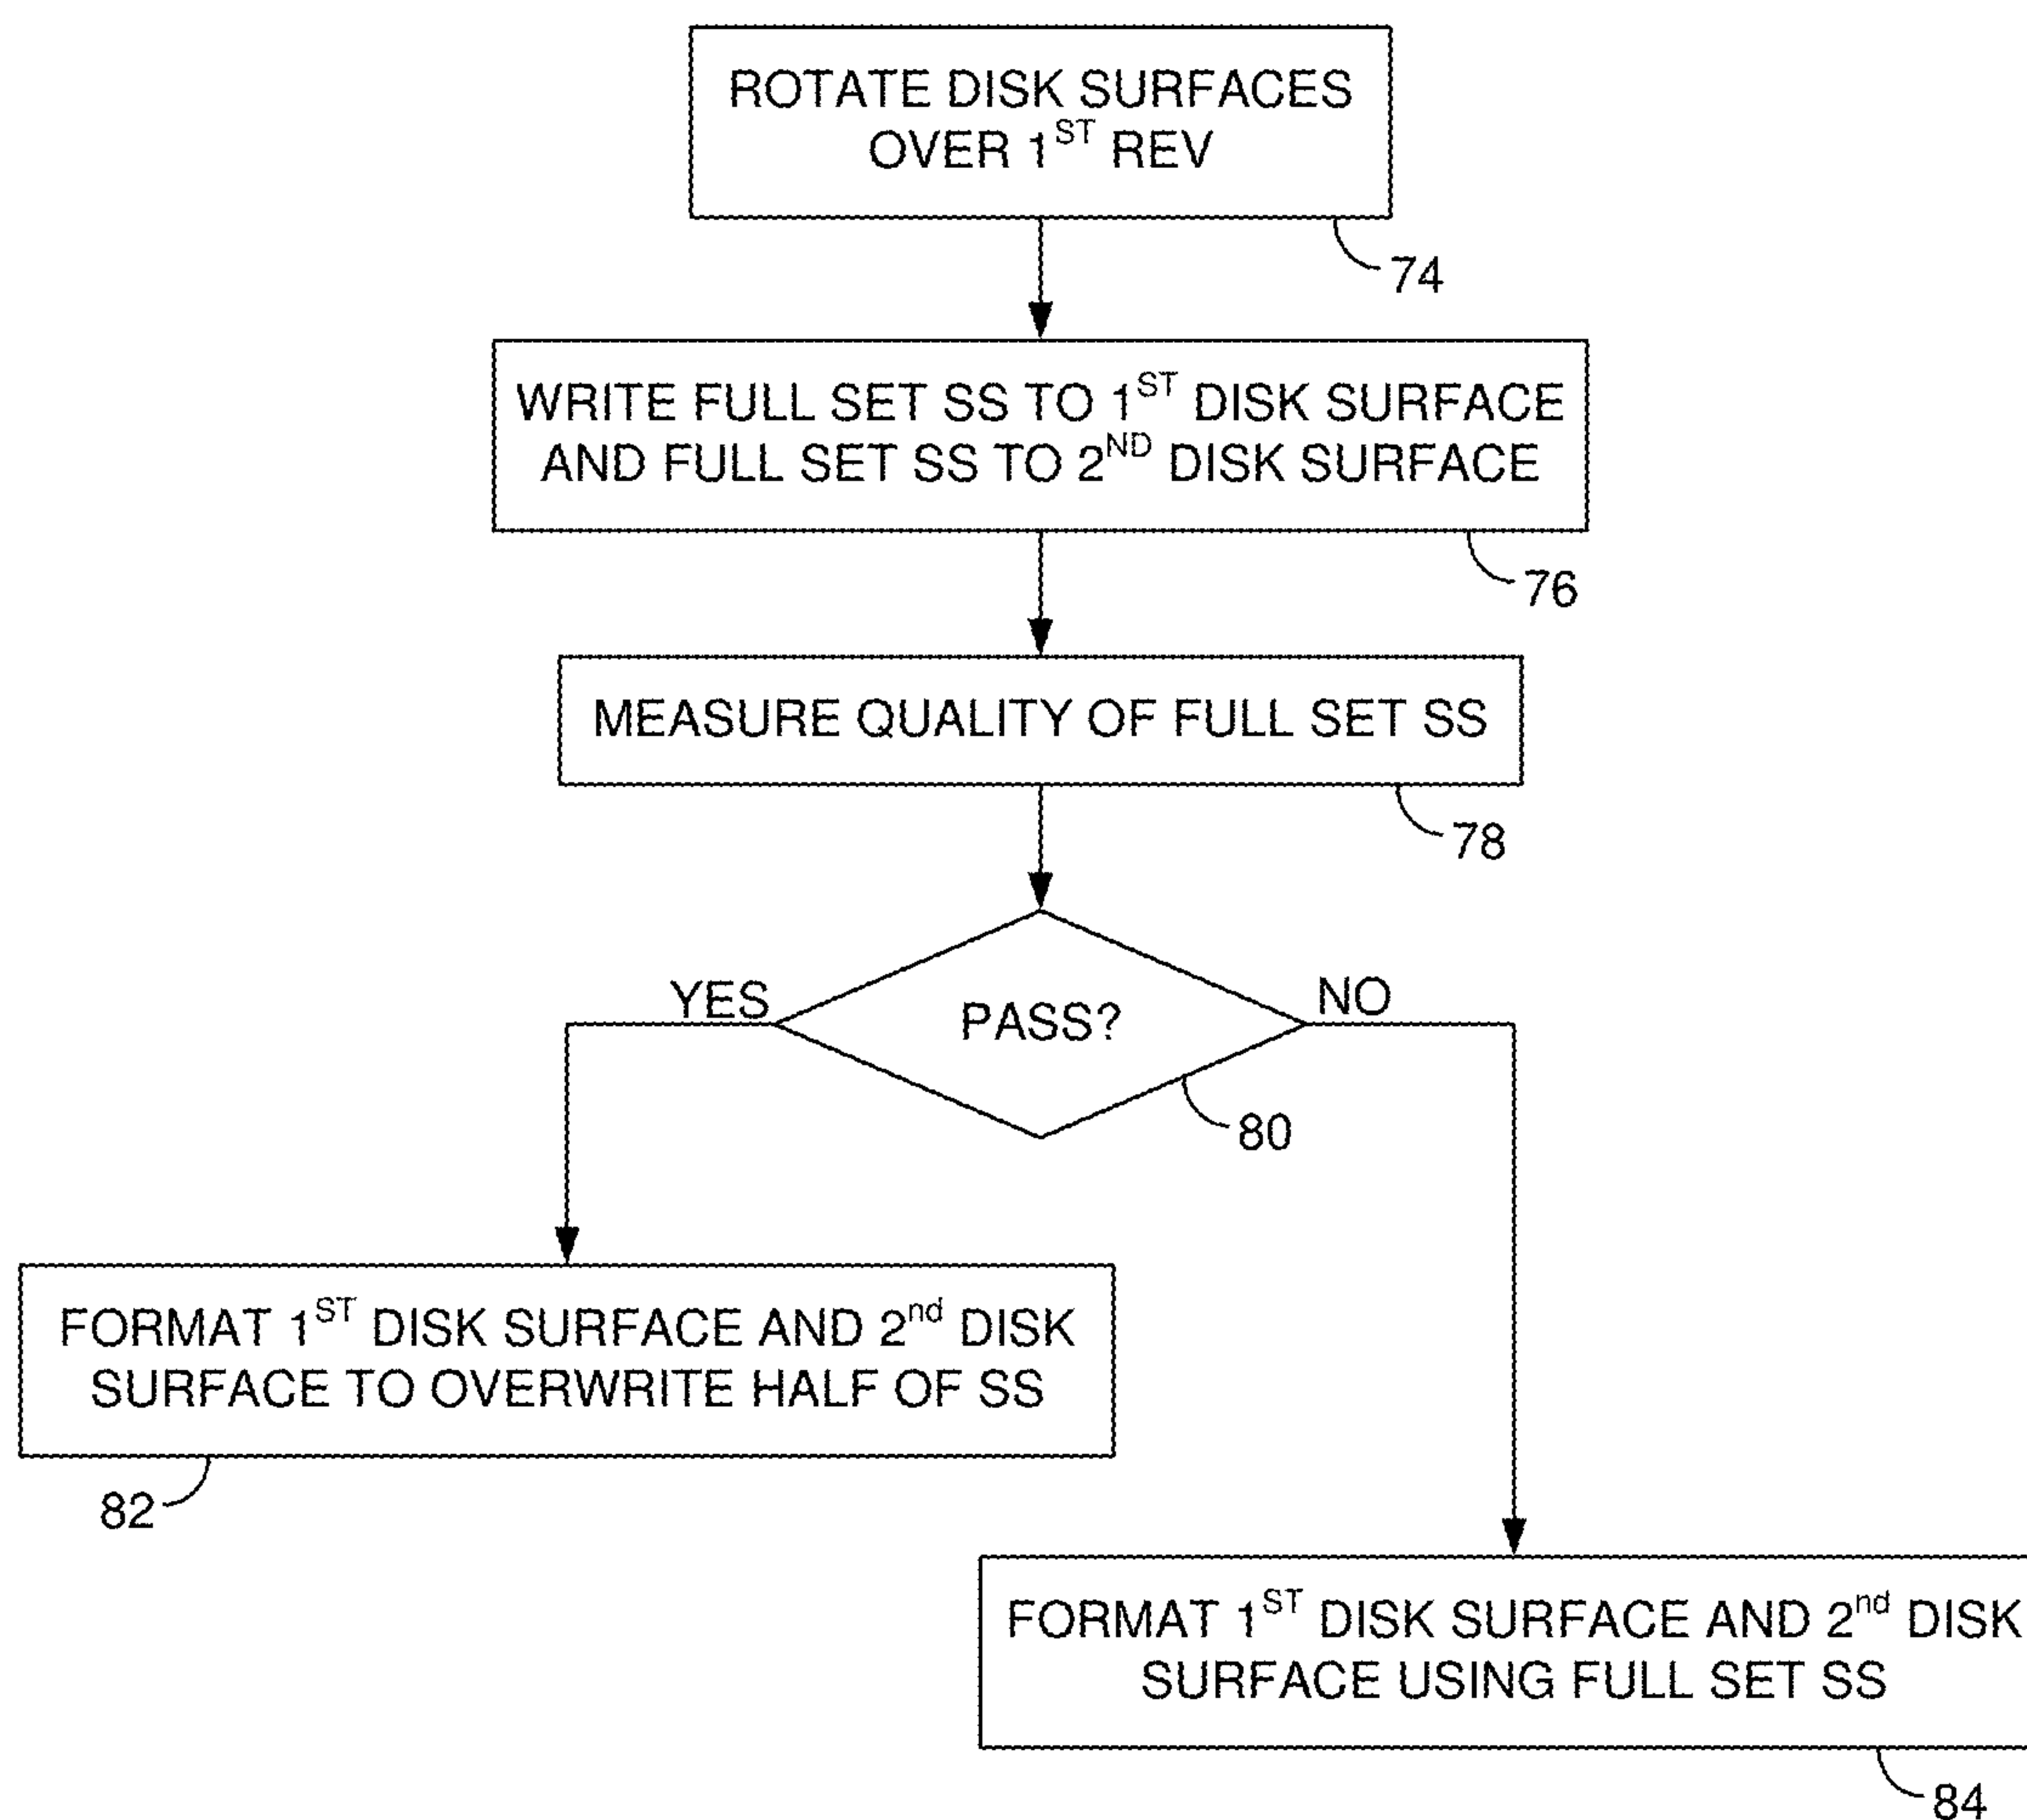 ROTATE DISK SURFACES
OVER 1ST REV
74
WRITE FULL SET SS TO 1ST DISK SURFACE
AND FULL SET SS TO 2ND DISK SURFACE
76
MEASURE QUALITY OF FULL SET SS
78
YES
PASS?
NO
80
FORMAT 1ST DISK SURFACE AND 2nd DISK
SURFACE TO OVERWRITE HALF OF SS
82
FORMAT 1ST DISK SURFACE AND 2nd DISK
SURFACE USING FULL SET SS
84